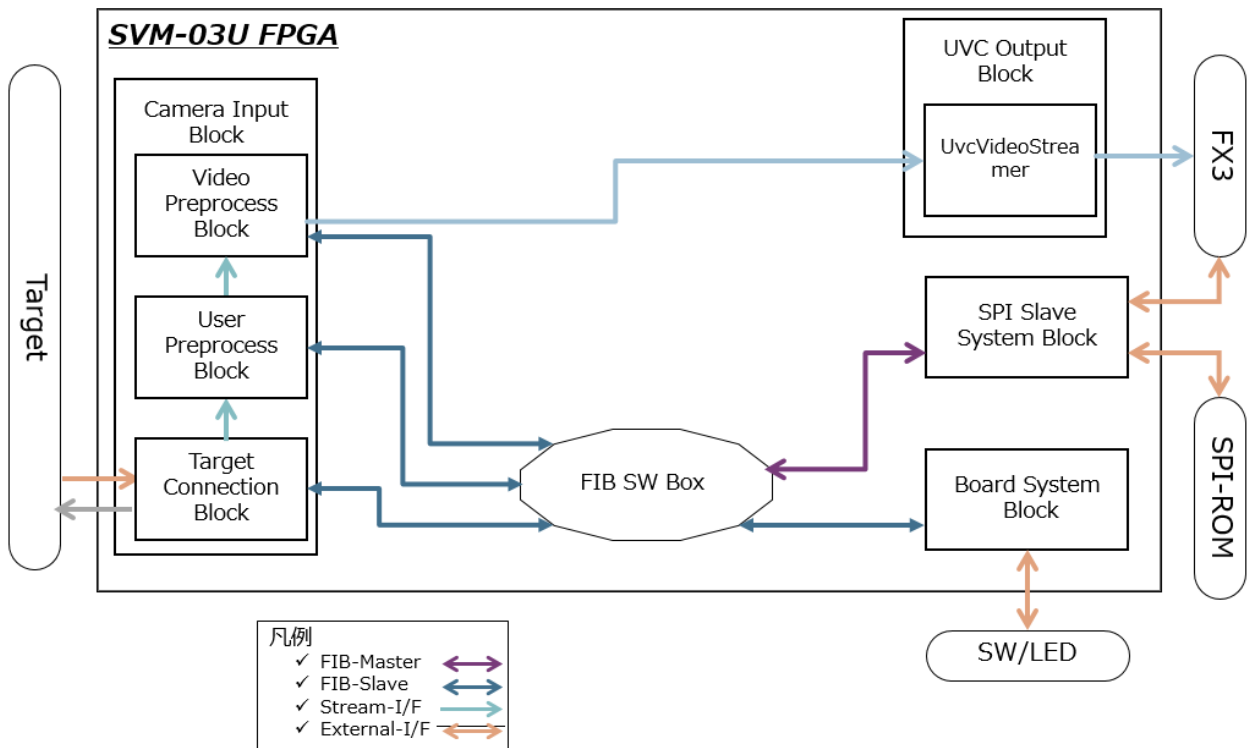 SVM-03U FPGA
Target
Camera Input
Block
Video
Preprocess
Block
User
Preprocess
Block
Target
Connection
Block
FIB SW Box
UVC Output
Block
UvcVideoStrea
mer
SPI Slave
System Block
Board System
Block
FX3
SPI-ROM
SW/LED
凡例
✓ FIB-Master
✓ FIB-Slave
✓ Stream-I/F
✓ External-I/F